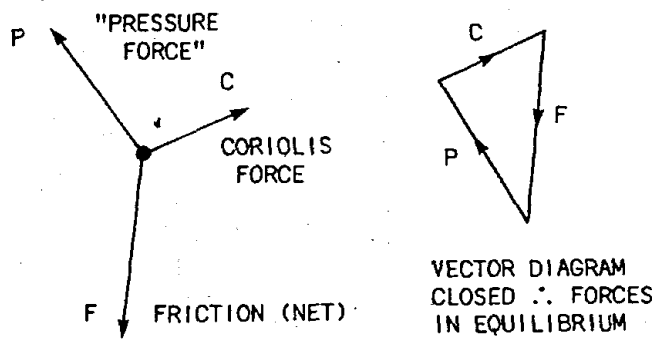 P
"PRESSURE
FORCE"
C
CORIOLIS
FORCE
F
FRICTION (NET)
C
F
P
VECTOR DIAGRAM
CLOSED ∴ FORCES
IN EQUILIBRIUM